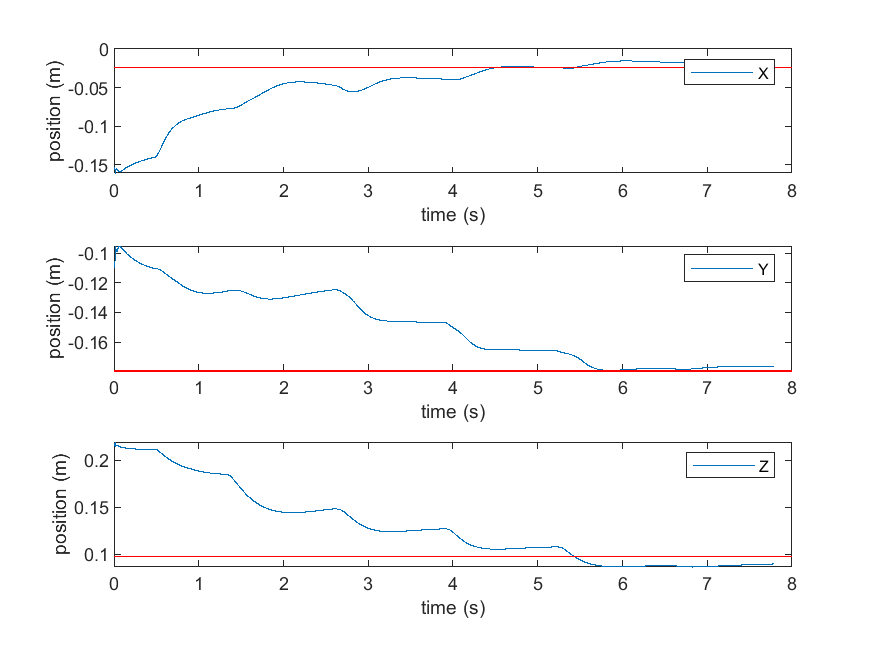 0
-0.05
-0.1
-0.15
position (m)
X
0 1 2 3 4 5 6 7 8
time (s)
-0.1
-0.12
-0.14
-0.16
position (m)
Y
0 1 2 3 4 5 6 7 8
time (s)
0.2
0.15
0.1
position (m)
Z
0 1 2 3 4 5 6 7 8
time (s)